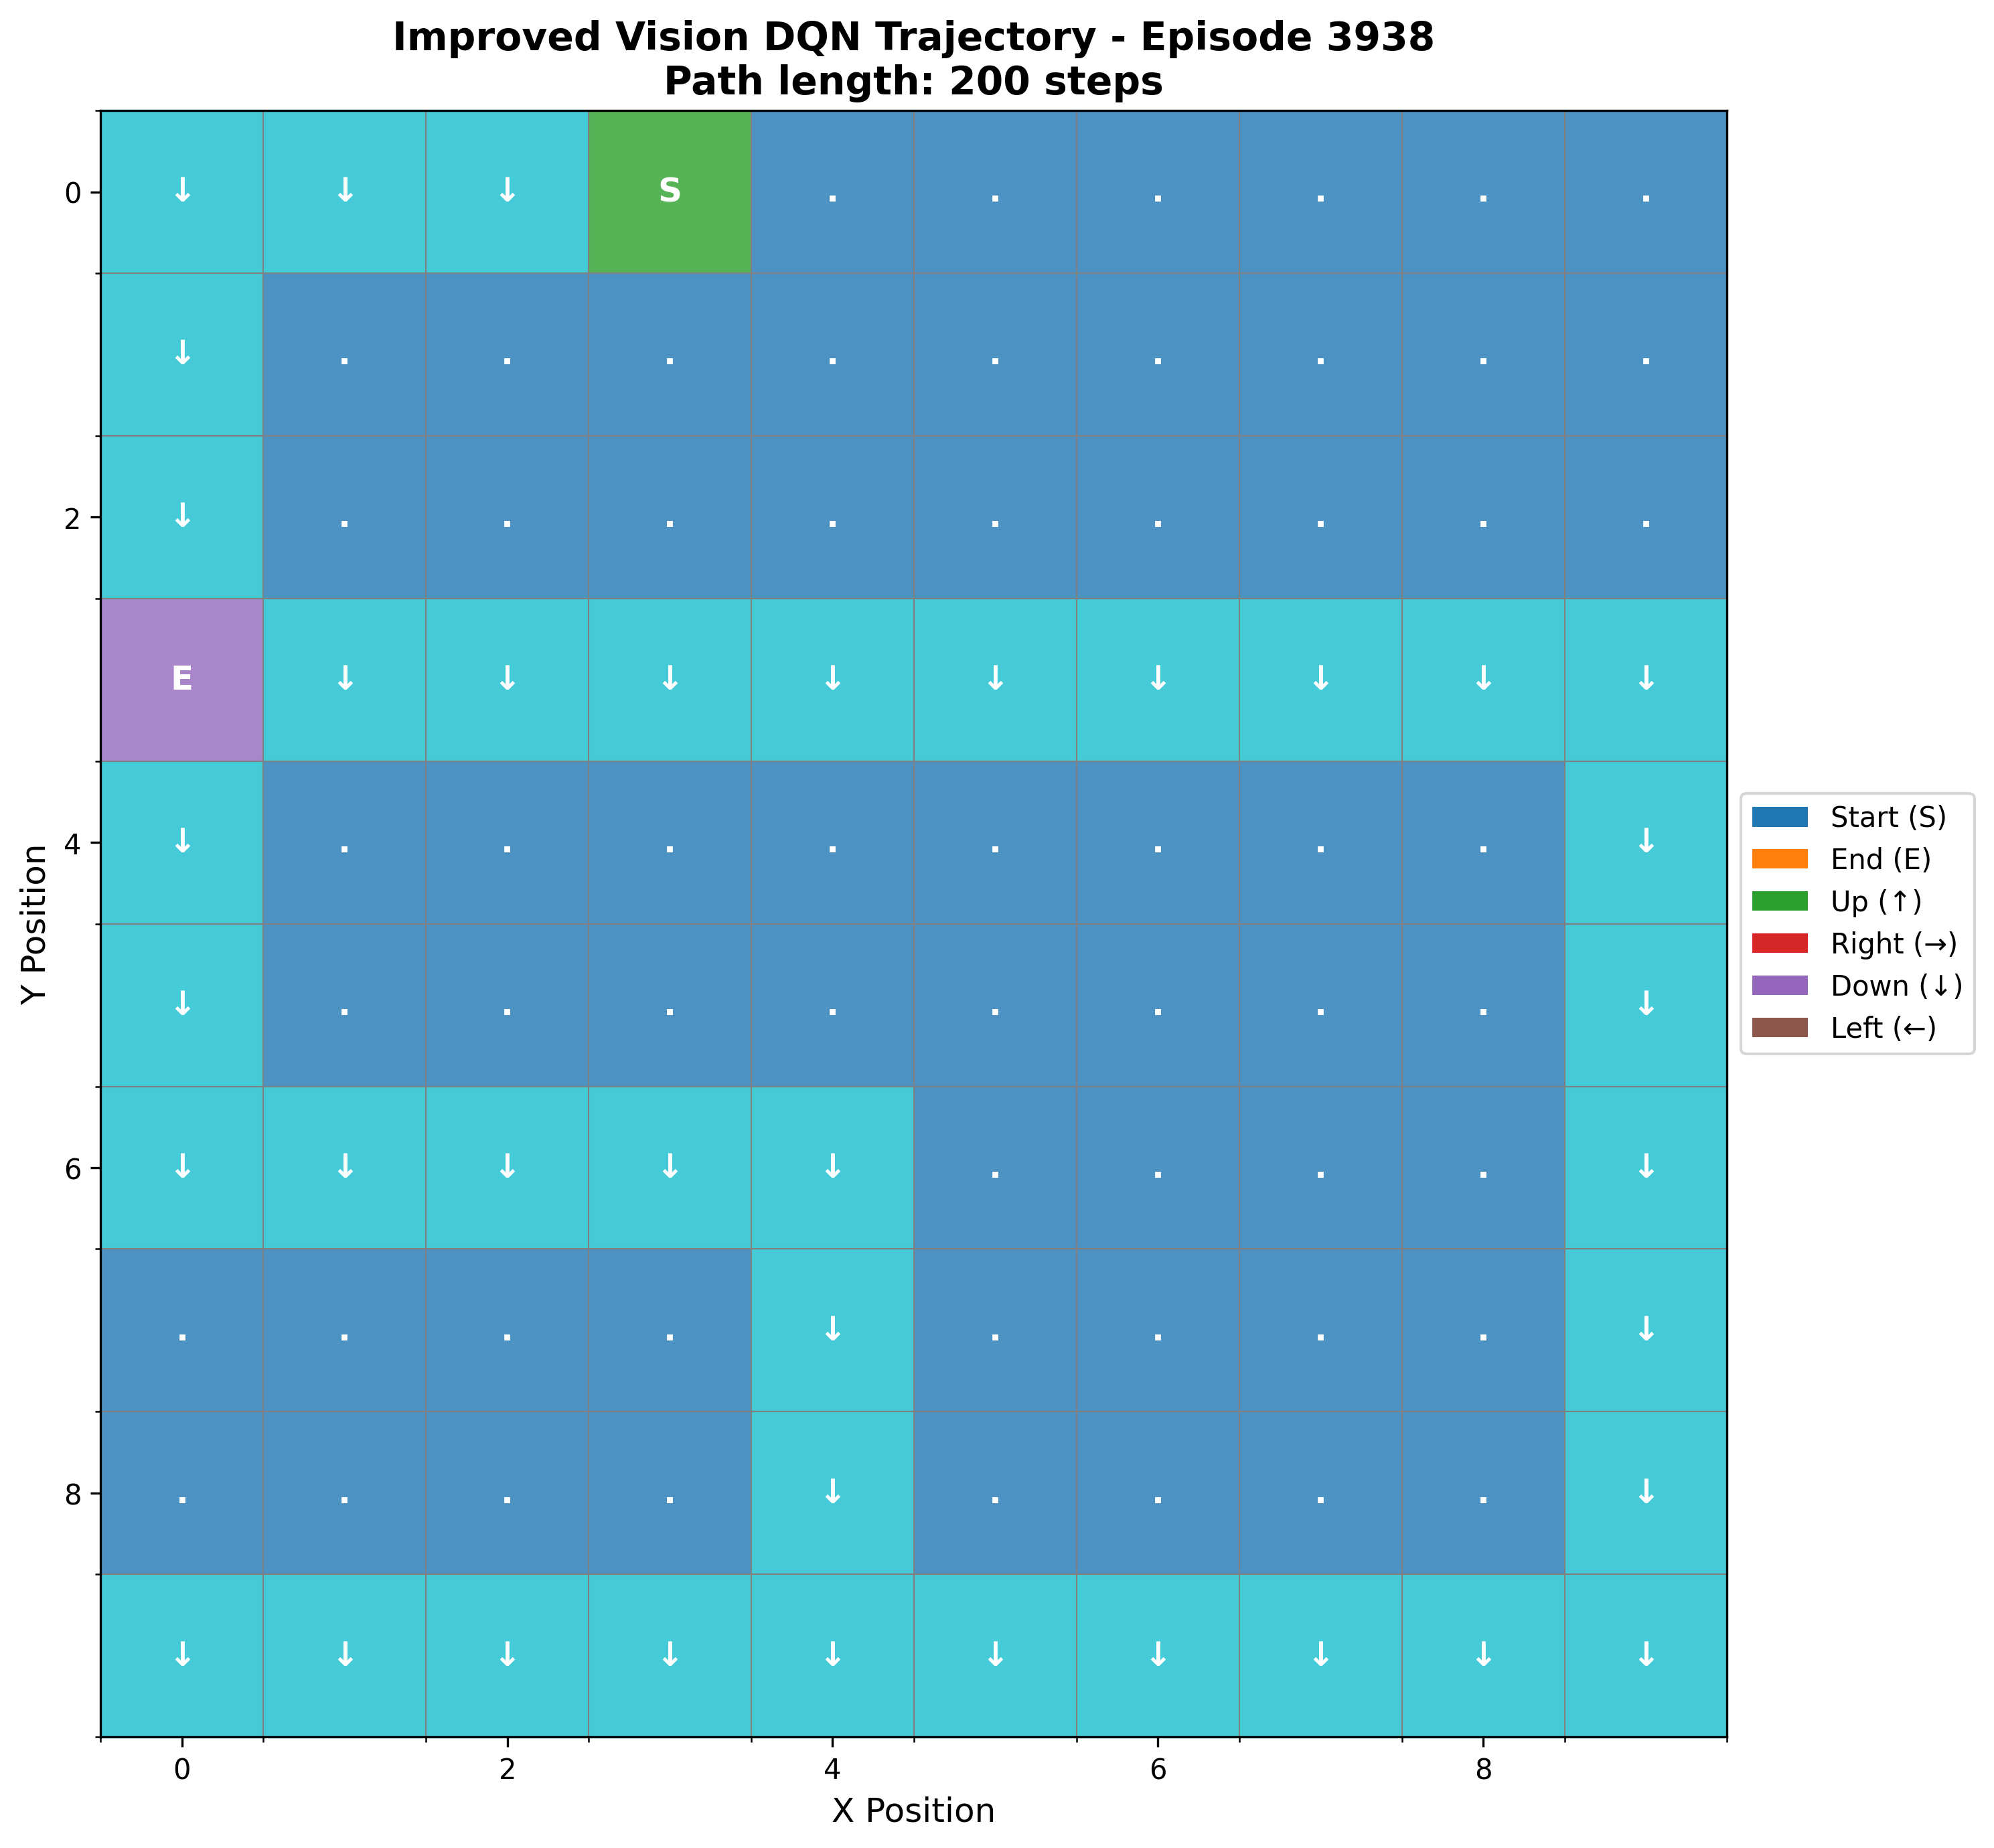 Improved Vision DQN Trajectory - Episode 3938
Path length: 200 steps
0 ↓ ↓ ↓ S . . . . . .
↓ . . . . . . . . .
2 ↓ . . . . . . . . .
E ↓ ↓ ↓ ↓ ↓ ↓ ↓ ↓ ↓
4 ↓ . . . . . . . . ↓
↓ . . . . . . . . ↓
6 ↓ ↓ ↓ ↓ ↓ . . . . ↓
. . . . ↓ . . . . ↓
8 . . . . ↓ . . . . ↓
↓ ↓ ↓ ↓ ↓ ↓ ↓ ↓ ↓ ↓
0 2 4 6 8
X Position
Y Position
Start (S)
End (E)
Up (↑)
Right (→)
Down (↓)
Left (←)